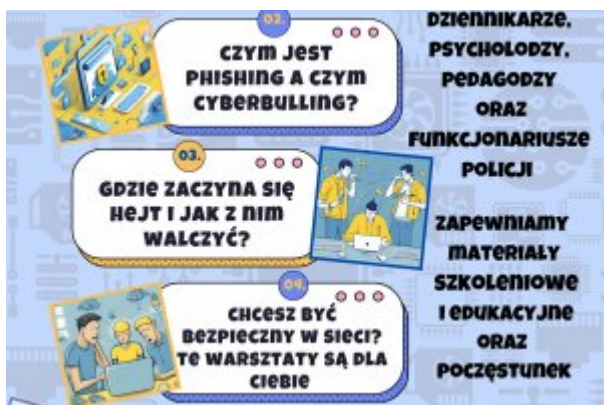 02.
CZYM JEST
PHISHING A CZYM
CYBERBULLING?
03.
GDZIE ZACZYNA SIĘ
HEJT I JAK Z NIM
WALCZYĆ?
04.
CHCESZ BYĆ
BEZPIECZNY W SIECI?
TE WARSZTATY SĄ DLA
CIEBIE
DZIENNIKARZE,
PSYCHOLODZY,
PEDAGODZY
ORAZ
FUNKCJONARIUSZE
POLICJI
ZAPEWNIAMY
MATERIAŁY
SZKOLENIOWE
I EDUKACYJNE
ORAZ
POCZĘSTUNEK